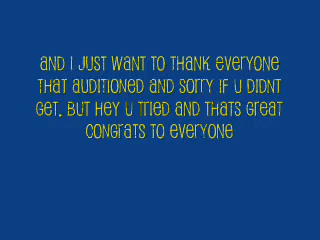 and I just want to thank everyone
that auditioned and sorry if u didnt
get. But hey u tried and thats great
congrats to everyone